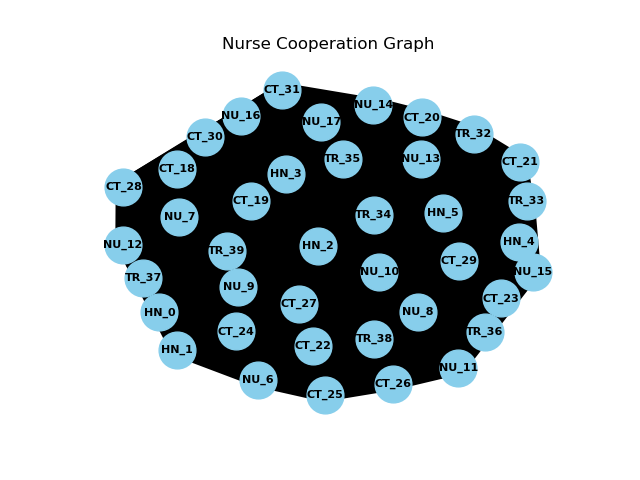 Nurse Cooperation Graph
CT_31
NU_14
NU_16
CT_20
NU_17
TR_32
CT_30
TR_35
NU_13
CT_21
CT_18
HN_3
CT_28
CT_19
TR_33
NU_7
TR_34
HN_5
NU_12
HN_2
HN_4
TR_39
CT_29
NU_10
NU_15
TR_37
NU_9
CT_23
CT_27
HN_0
NU_8
CT_24
TR_36
TR_38
CT_22
HN_1
NU_11
NU_6
CT_26
CT_25